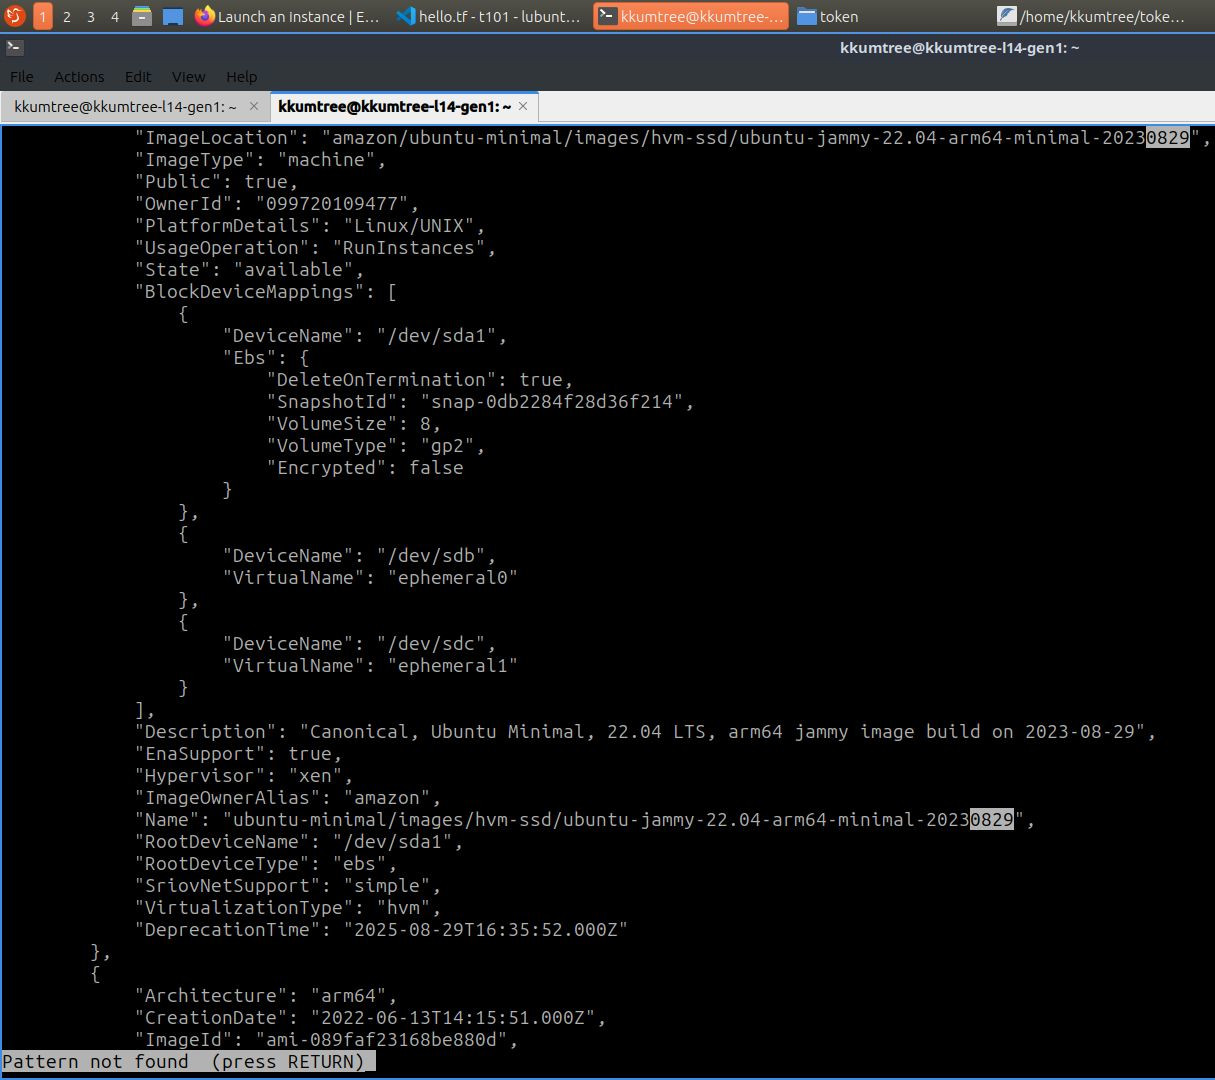 1 2 3 4 Launch an Instance | E... hello.tf - t101 - lubunt... kkumtree@kkumtree-... token /home/kkumtree/toke...
kkumtree@kkumtree-l14-gen1: ~
File Actions Edit View Help
kkumtree@kkumtree-l14-gen1: ~ × kkumtree@kkumtree-l14-gen1: ~ ×
"ImageLocation": "amazon/ubuntu-minimal/images/hvm-ssd/ubuntu-jammy-22.04-arm64-minimal-20230829",
"ImageType": "machine",
"Public": true,
"OwnerId": "099720109477",
"PlatformDetails": "Linux/UNIX",
"UsageOperation": "RunInstances",
"State": "available",
"BlockDeviceMappings": [
{
"DeviceName": "/dev/sda1",
"Ebs": {
"DeleteOnTermination": true,
"SnapshotId": "snap-0db2284f28d36f214",
"VolumeSize": 8,
"VolumeType": "gp2",
"Encrypted": false
}
},
{
"DeviceName": "/dev/sdb",
"VirtualName": "ephemeral0"
},
{
"DeviceName": "/dev/sdc",
"VirtualName": "ephemeral1"
}
],
"Description": "Canonical, Ubuntu Minimal, 22.04 LTS, arm64 jammy image build on 2023-08-29",
"EnaSupport": true,
"Hypervisor": "xen",
"ImageOwnerAlias": "amazon",
"Name": "ubuntu-minimal/images/hvm-ssd/ubuntu-jammy-22.04-arm64-minimal-20230829",
"RootDeviceName": "/dev/sda1",
"RootDeviceType": "ebs",
"SriovNetSupport": "simple",
"VirtualizationType": "hvm",
"DeprecationTime": "2025-08-29T16:35:52.000Z"
},
{
"Architecture": "arm64",
"CreationDate": "2022-06-13T14:15:51.000Z",
"ImageId": "ami-089faf23168be880d",
Pattern not found (press RETURN)